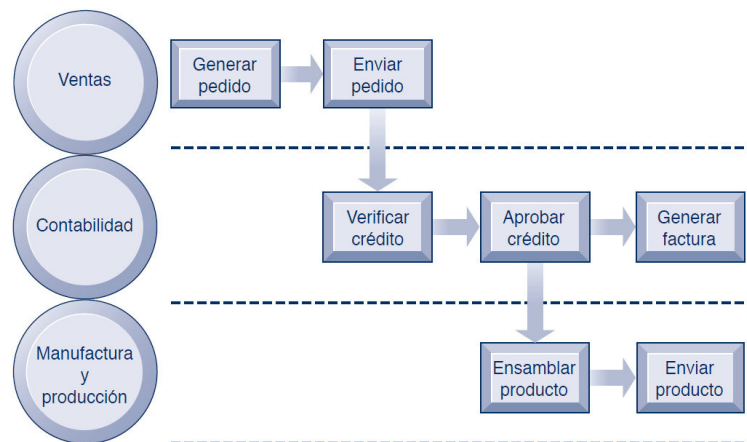 Ventas
Generar
pedido
Enviar
pedido
Contabilidad
Verificar
crédito
Aprobar
crédito
Generar
factura
Manufactura
y
producción
Ensamblar
producto
Enviar
producto